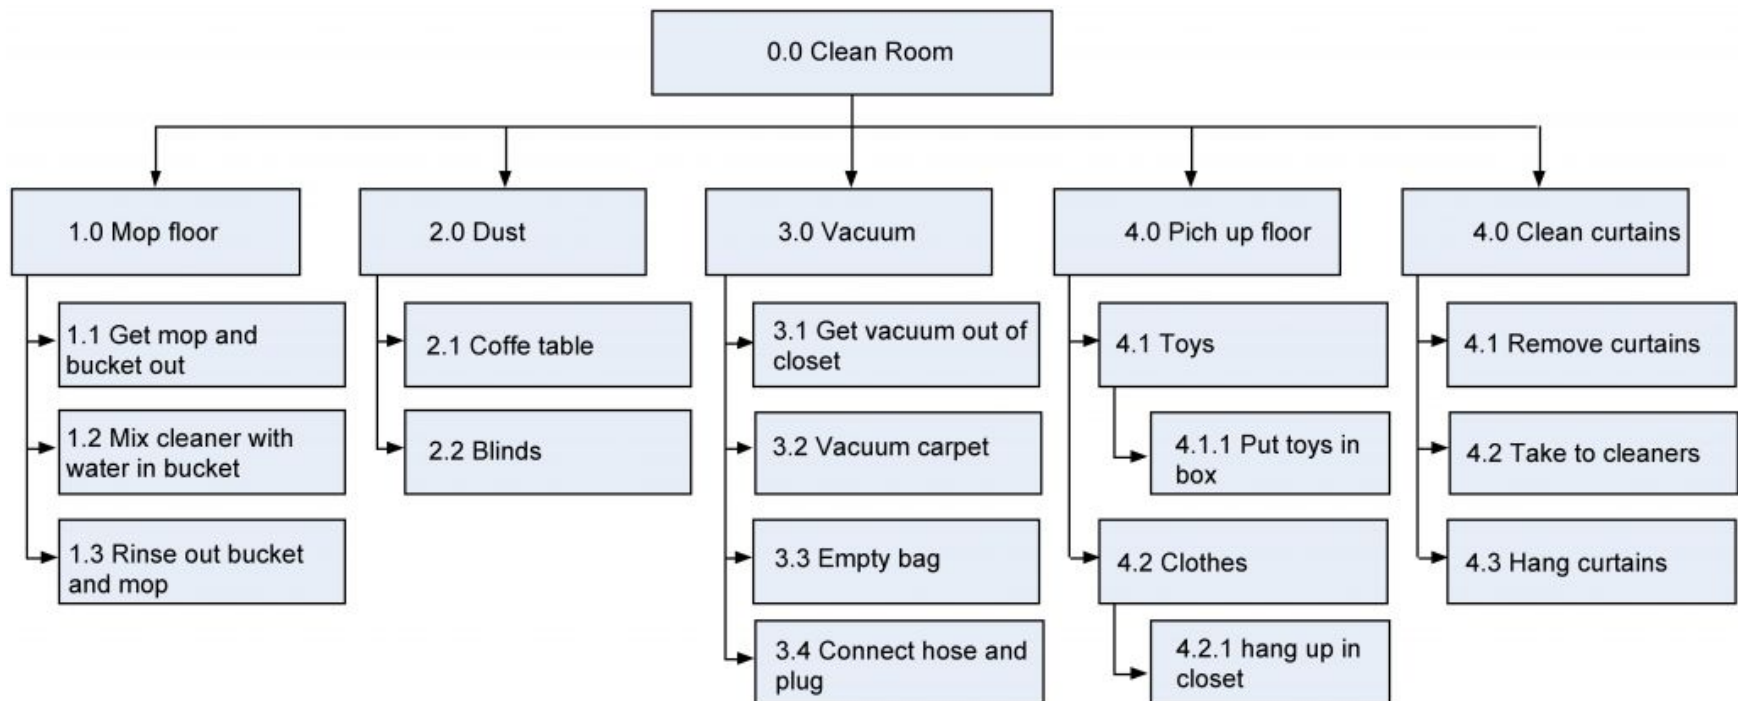 0.0 Clean Room
1.0 Mop floor
2.0 Dust
3.0 Vacuum
4.0 Pich up floor
4.0 Clean curtains
1.1 Get mop and
bucket out
1.2 Mix cleaner with
water in bucket
1.3 Rinse out bucket
and mop
2.1 Coffe table
2.2 Blinds
3.1 Get vacuum out of
closet
3.2 Vacuum carpet
3.3 Empty bag
3.4 Connect hose and
plug
4.1 Toys
4.1.1 Put toys in
box
4.2 Clothes
4.2.1 hang up in
closet
4.1 Remove curtains
4.2 Take to cleaners
4.3 Hang curtains